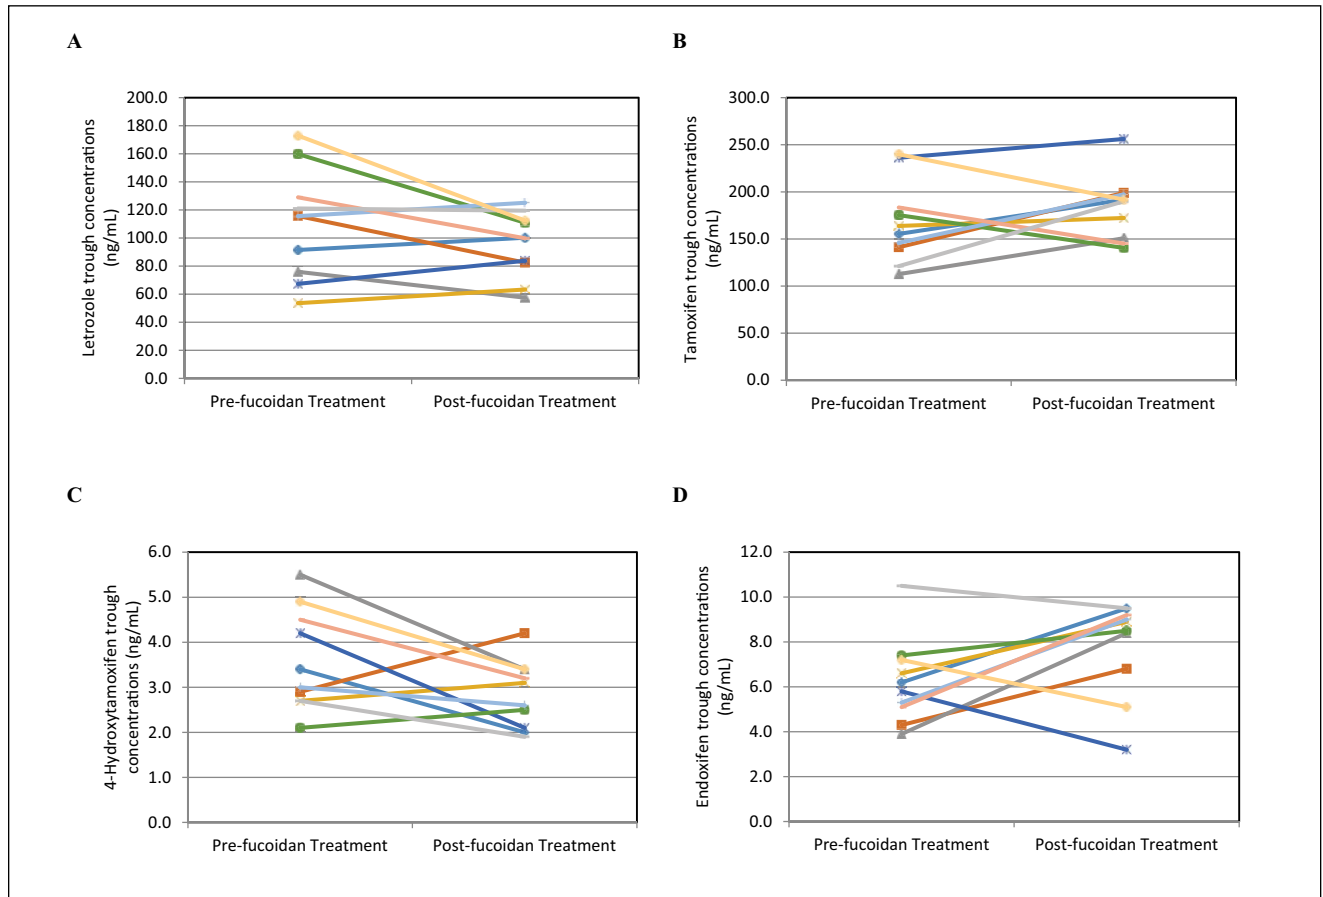 A
Letrozole trough concentrations
(ng/mL)
200.0
180.0
160.0
140.0
120.0
100.0
80.0
60.0
40.0
20.0
0.0
Pre-fucoidan Treatment
Post-fucoidan Treatment
B
Tamoxifen trough concentrations
(ng/mL)
300.0
250.0
200.0
150.0
100.0
50.0
0.0
Pre-fucoidan Treatment
Post-fucoidan Treatment
C
4-Hydroxytamoxifen trough
concentrations (ng/mL)
6.0
5.0
4.0
3.0
2.0
1.0
0.0
Pre-fucoidan Treatment
Post-fucoidan Treatment
D
Endoxifen trough concentrations
(ng/mL)
12.0
10.0
8.0
6.0
4.0
2.0
0.0
Pre-fucoidan Treatment
Post-fucoidan Treatment